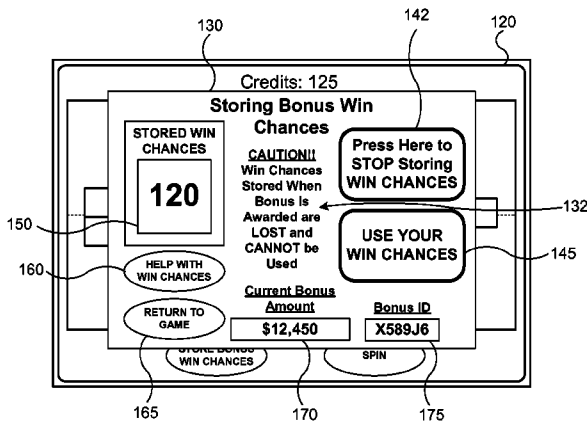 142
120
130
Credits: 125
Storing Bonus Win
Chances
STORED WIN
CHANCES
120
CAUTION!!
Win Chances
Stored When
Bonus Is
Awarded are
LOST and
CANNOT be
Used
Press Here to
STOP Storing
WIN CHANCES
132
150
USE YOUR
WIN CHANCES
145
160
HELP WITH
WIN CHANCES
RETURN TO
GAME
Current Bonus
Amount
$12,450
Bonus ID
X589J6
STORE BONUS
WIN CHANCES
SPIN
165
170
175